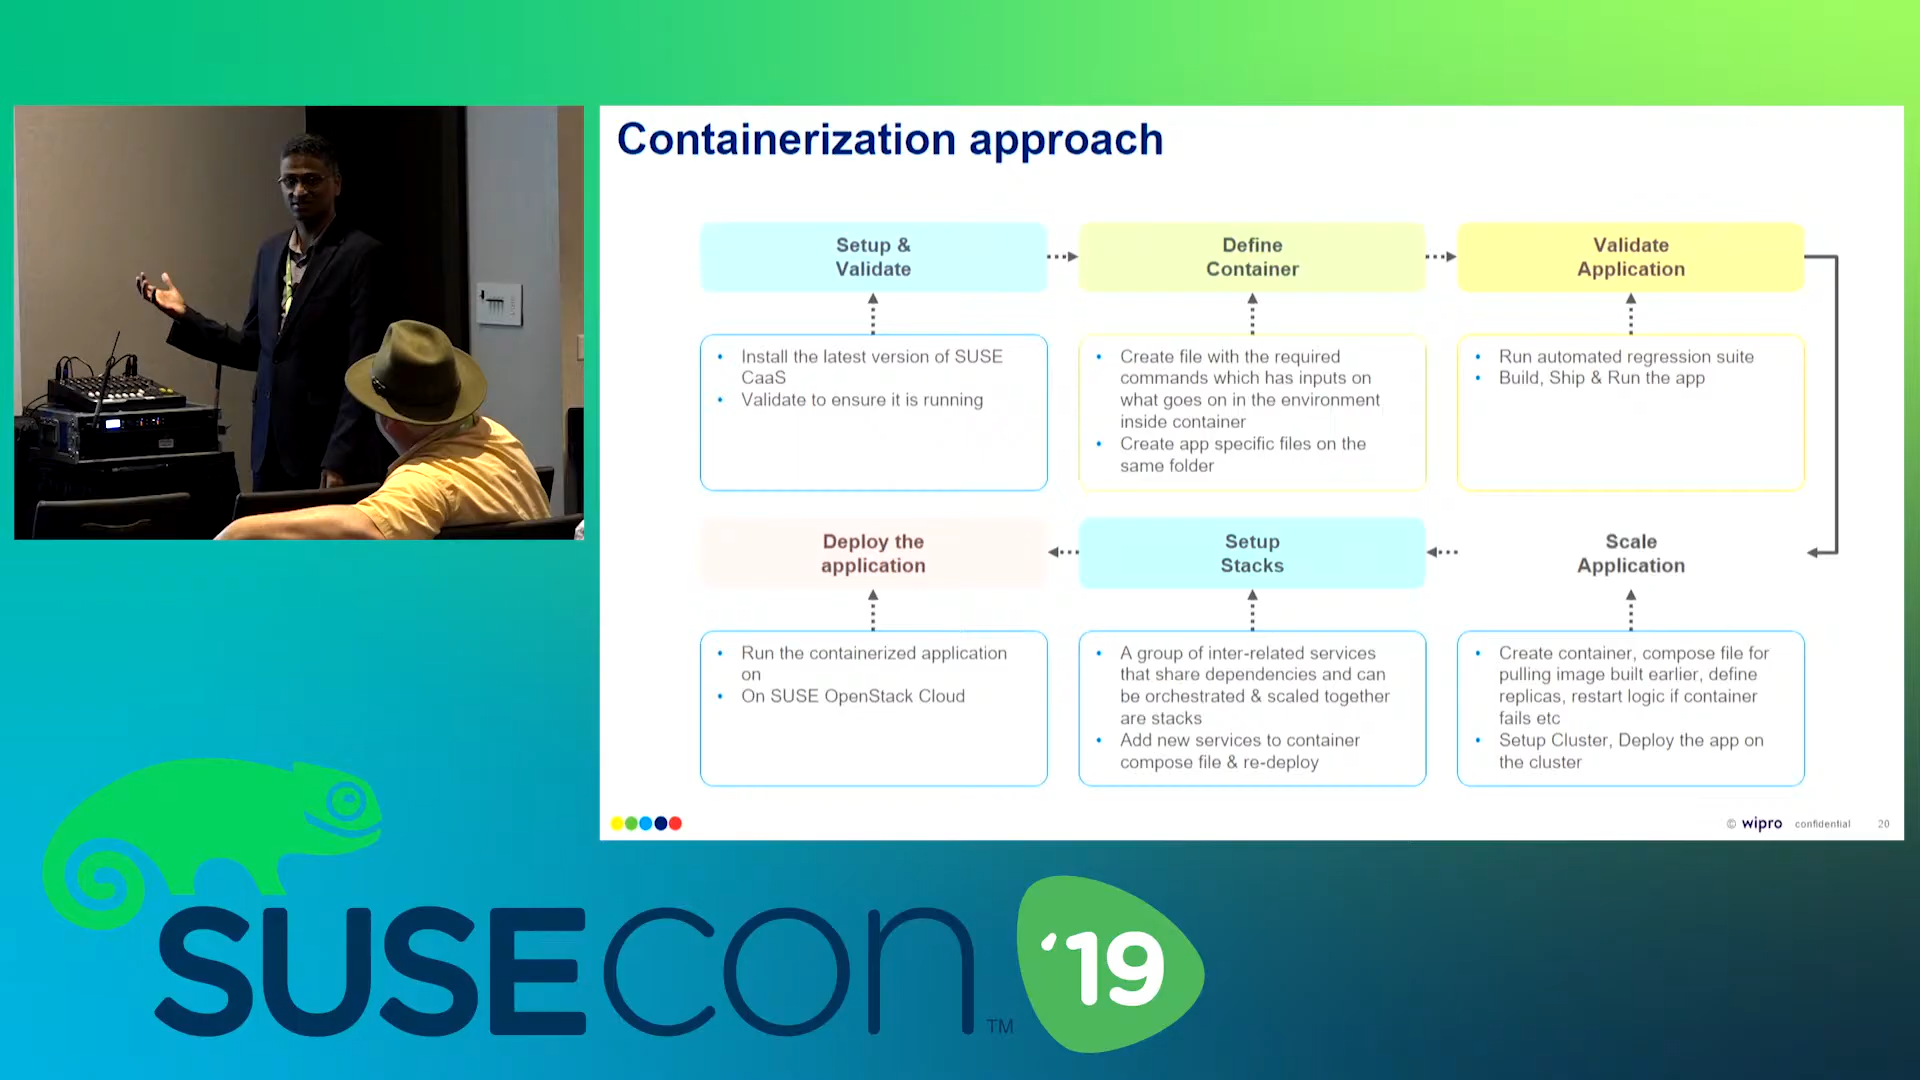 Containerization approach
Setup &
Validate
Define
Container
Validate
Application
• Install the latest version of SUSE
CaaS
• Validate to ensure it is running
• Create file with the required
commands which has inputs on
what goes on in the environment
inside container
• Create app specific files on the
same folder
• Run automated regression suite
• Build, Ship & Run the app
Deploy the
application
Setup
Stacks
Scale
Application
• Run the containerized application
on
• On SUSE OpenStack Cloud
• A group of inter-related services
that share dependencies and can
be orchestrated & scaled together
are stacks
• Add new services to container
compose file & re-deploy
• Create container, compose file for
pulling image built earlier, define
replicas, restart logic if container
fails etc
• Setup Cluster, Deploy the app on
the cluster
© wipro confidential 20
SUSECON TM '19